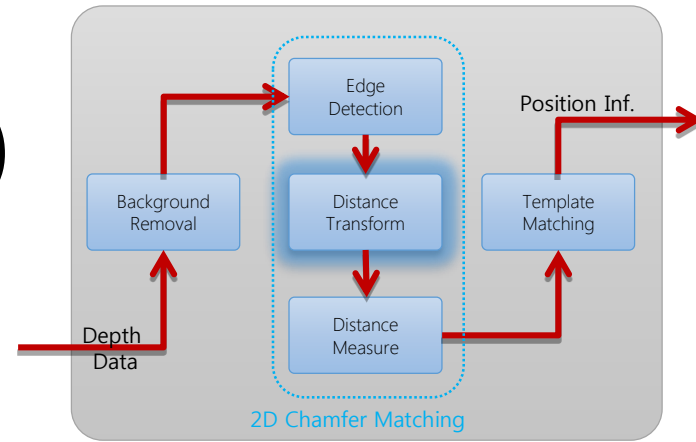 Edge
Detection
Position Inf.
Background
Removal
Distance
Transform
Template
Matching
Depth
Data
Distance
Measure
2D Chamfer Matching